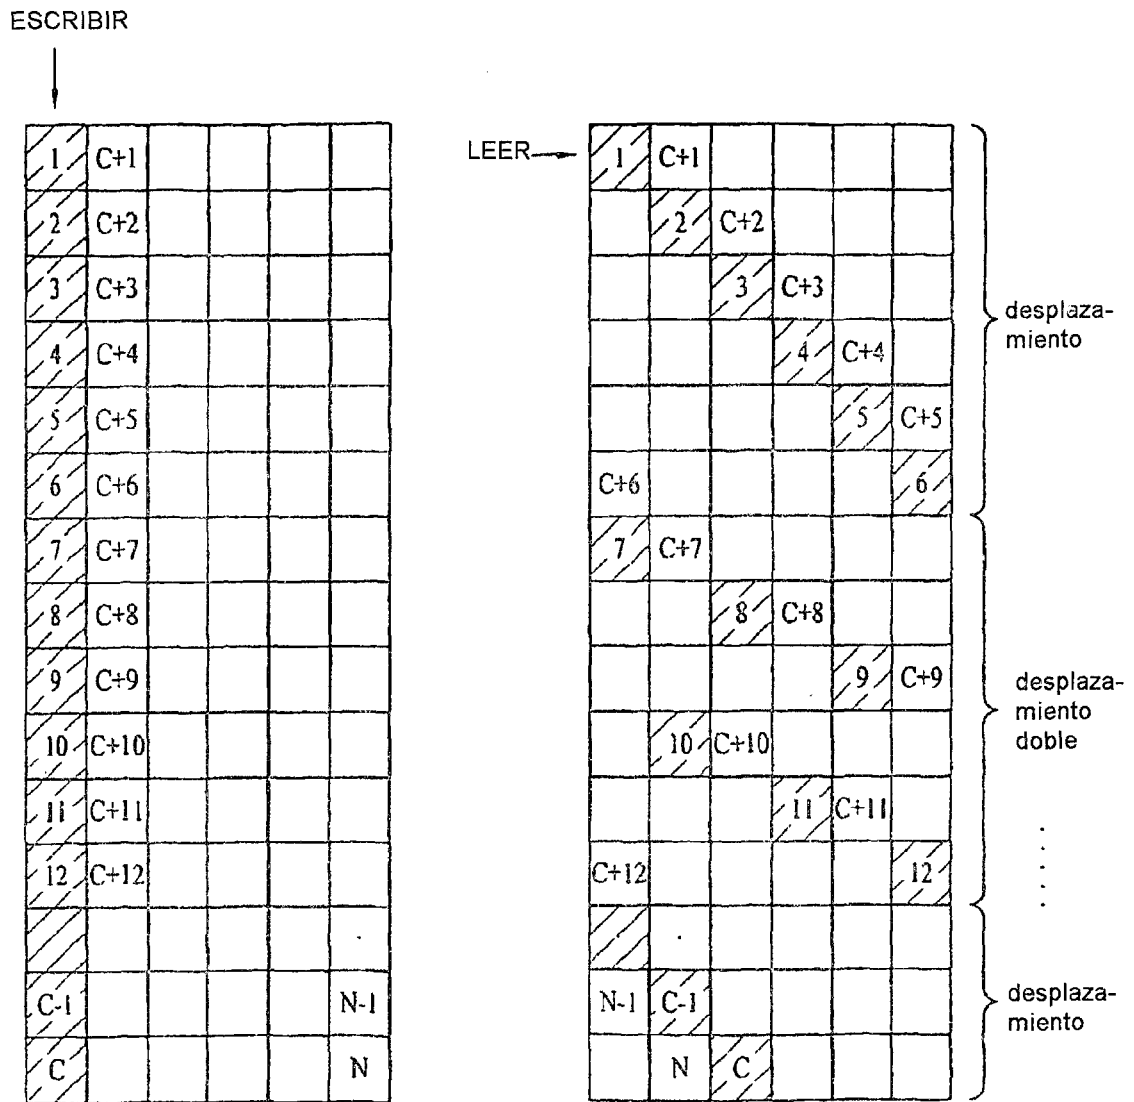 ESCRIBIR
1 C+1
2 C+2
3 C+3
4 C+4
5 C+5
6 C+6
7 C+7
8 C+8
9 C+9
10 C+10
11 C+11
12 C+12
.
C-1 N-1
C N
LEER
1 C+1
2 C+2
3 C+3
4 C+4
5 C+5
C+6 6
7 C+7
8 C+8
9 C+9
10 C+10
11 C+11
C+12 12
.
N-1 C-1
N C
desplaza-
miento
desplaza-
miento
doble
desplaza-
miento